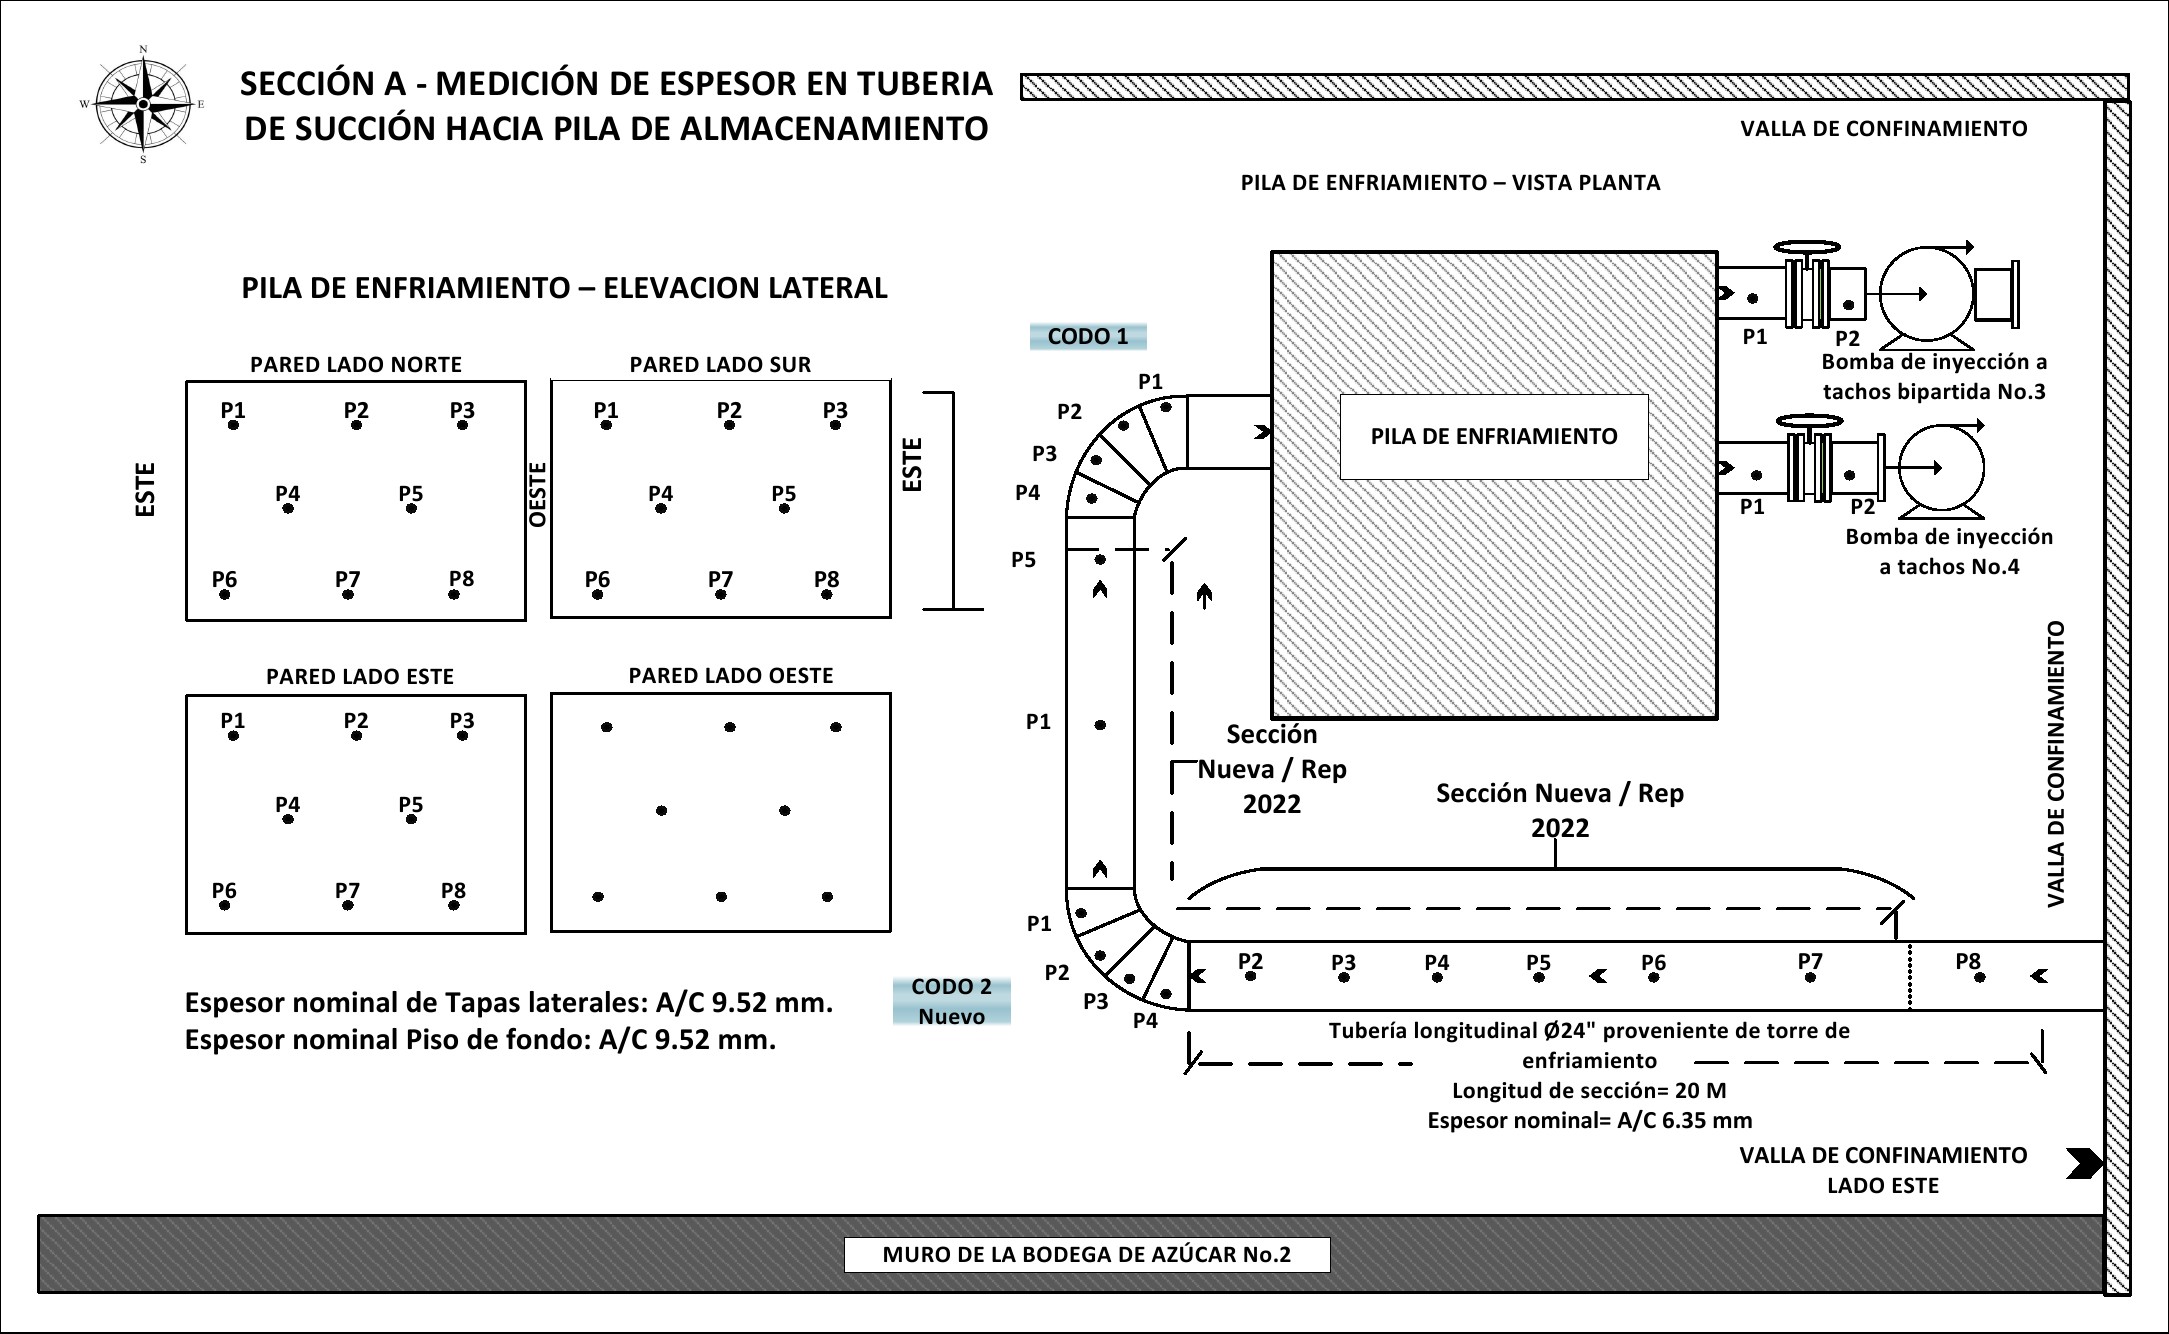 N
W
E
S
SECCIÓN A - MEDICIÓN DE ESPESOR EN TUBERIA
DE SUCCIÓN HACIA PILA DE ALMACENAMIENTO
VALLA DE CONFINAMIENTO
PILA DE ENFRIAMIENTO – VISTA PLANTA
PILA DE ENFRIAMIENTO – ELEVACION LATERAL
PARED LADO NORTE
P1
P2
P3
P4
P5
P6
P7
P8
ESTE
OESTE
PARED LADO SUR
P1
P2
P3
P4
P5
P6
P7
P8
ESTE
PARED LADO ESTE
P1
P2
P3
P4
P5
P6
P7
P8
PARED LADO OESTE
Espesor nominal de Tapas laterales: A/C 9.52 mm.
Espesor nominal Piso de fondo: A/C 9.52 mm.
CODO 1
P1
P2
P3
P4
P5
P1
PILA DE ENFRIAMIENTO
P1
P2
Bomba de inyección a
tachos bipartida No.3
P1
P2
Bomba de inyección
a tachos No.4
VALLA DE CONFINAMIENTO
Sección
Nueva / Rep
2022
Sección Nueva / Rep
2022
P1
P2
P3
P4
CODO 2
Nuevo
P2
P3
P4
P5
P6
P7
P8
Tubería longitudinal Ø24" proveniente de torre de
enfriamiento
Longitud de sección= 20 M
Espesor nominal= A/C 6.35 mm
VALLA DE CONFINAMIENTO
LADO ESTE
MURO DE LA BODEGA DE AZÚCAR No.2